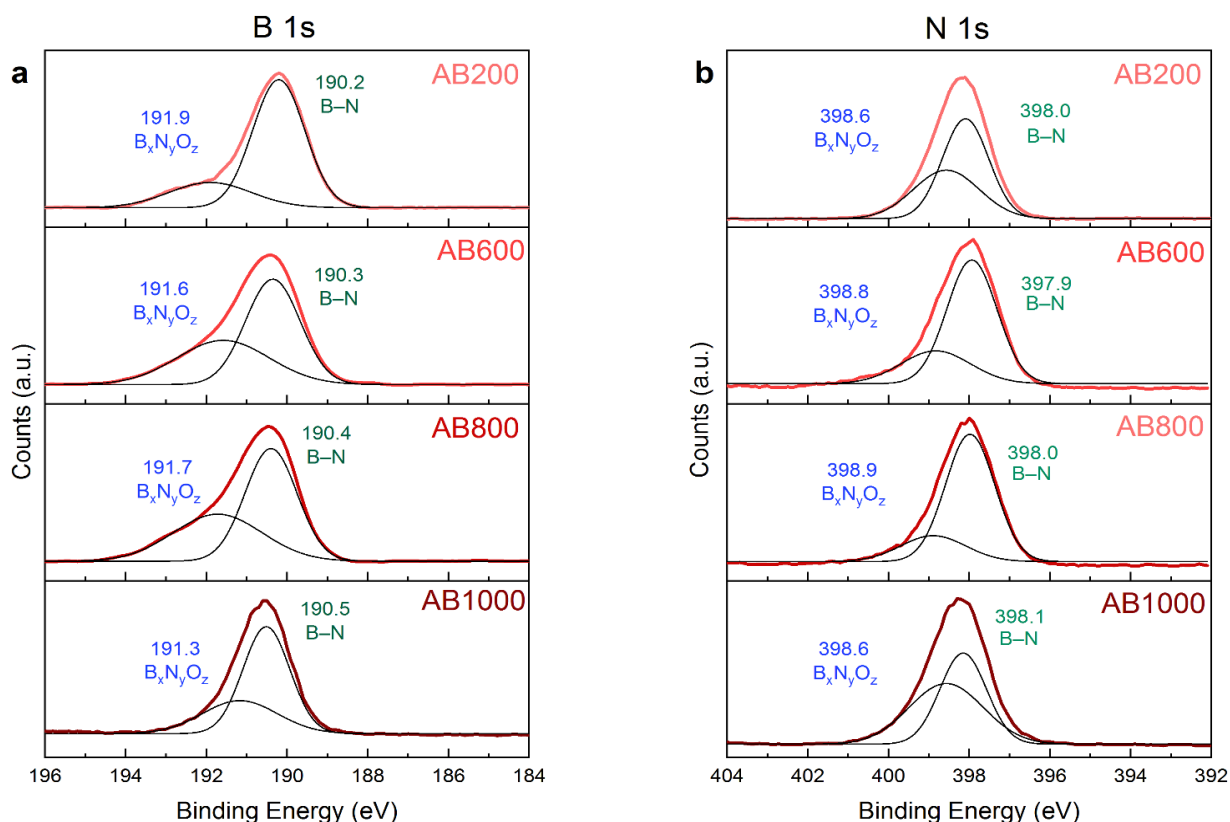 B 1s
a
AB200
190.2
B–N
191.9
BxNyOz
AB600
190.3
B–N
191.6
BxNyOz
AB800
190.4
B–N
191.7
BxNyOz
AB1000
190.5
B–N
191.3
BxNyOz
Counts (a.u.)
196 194 192 190 188 186 184
Binding Energy (eV)
N 1s
b
AB200
398.6
BxNyOz
398.0
B–N
AB600
397.9
B–N
398.8
BxNyOz
AB800
398.0
B–N
398.9
BxNyOz
AB1000
398.1
B–N
398.6
BxNyOz
Counts (a.u.)
404 402 400 398 396 394 392
Binding Energy (eV)